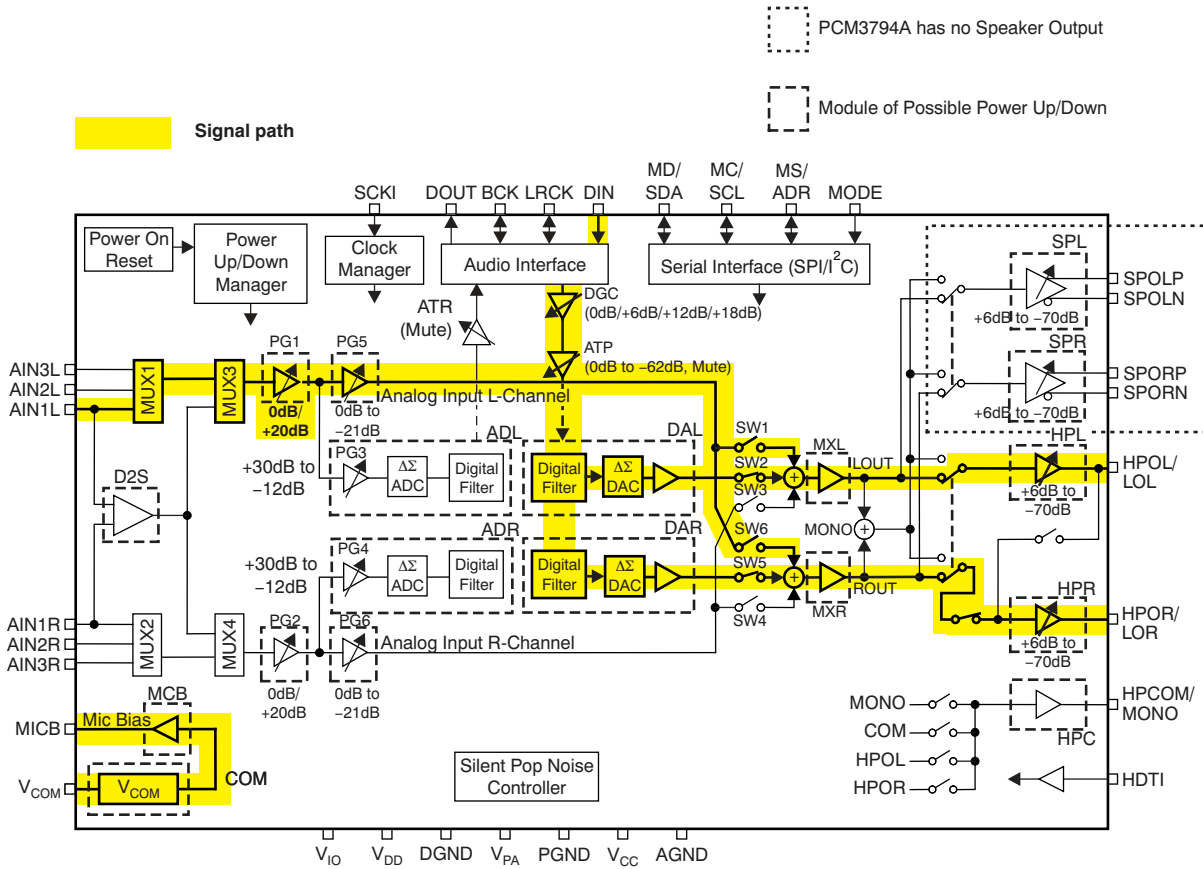 PCM3794A has no Speaker Output
Module of Possible Power Up/Down
Signal path
SCKI
DOUT
BCK
LRCK
DIN
MD/
SDA
MC/
SCL
MS/
ADR
MODE
Power On
Reset
Power
Up/Down
Manager
Clock
Manager
Audio Interface
Serial Interface (SPI/I²C)
ATR
(Mute)
DGC
(0dB/+6dB/+12dB/+18dB)
ATP
(0dB to −62dB, Mute)
SPL
+6dB to −70dB
SPOLP
SPOLN
SPR
+6dB to −70dB
SPORP
SPORN
AIN3L
AIN2L
AIN1L
MUX1
MUX3
PG1
0dB/
+20dB
PG5
0dB to
−21dB
Analog Input L-Channel
D2S
+30dB to
−12dB
PG3
ΔΣ
ADC
Digital
Filter
ADL
Digital
Filter
ΔΣ
DAC
DAL
SW1
SW2
SW3
MXL
LOUT
MONO
HPL
+6dB to
−70dB
HPOL/
LOL
+30dB to
−12dB
PG4
ΔΣ
ADC
Digital
Filter
ADR
Digital
Filter
ΔΣ
DAC
DAR
SW6
SW5
SW4
MXR
ROUT
HPR
+6dB to
−70dB
HPOR/
LOR
AIN1R
AIN2R
AIN3R
MUX2
MUX4
PG2
0dB/
+20dB
PG6
0dB to
−21dB
Analog Input R-Channel
MICB
Mic Bias
MCB
VCOM
VCOM
COM
Silent Pop Noise
Controller
MONO
COM
HPOL
HPOR
HPC
HPCOM/
MONO
HDTI
VIO
VDD
DGND
VPA
PGND
VCC
AGND